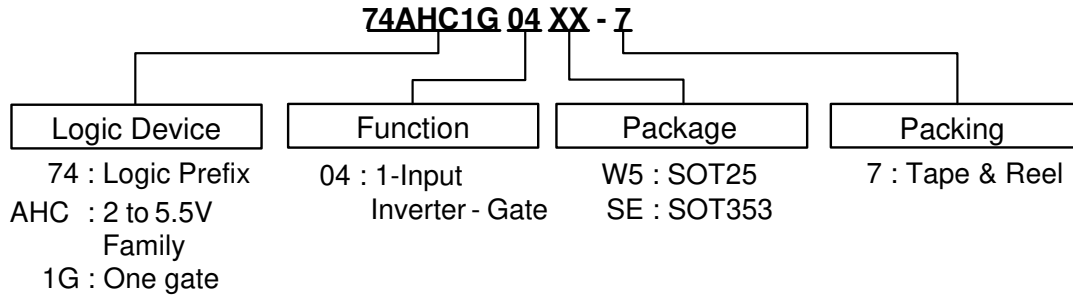 74AHC1G 04 XX - 7
Logic Device
74 : Logic Prefix
AHC : 2 to 5.5V
Family
1G : One gate
Function
04 : 1-Input
Inverter - Gate
Package
W5 : SOT25
SE : SOT353
Packing
7 : Tape & Reel